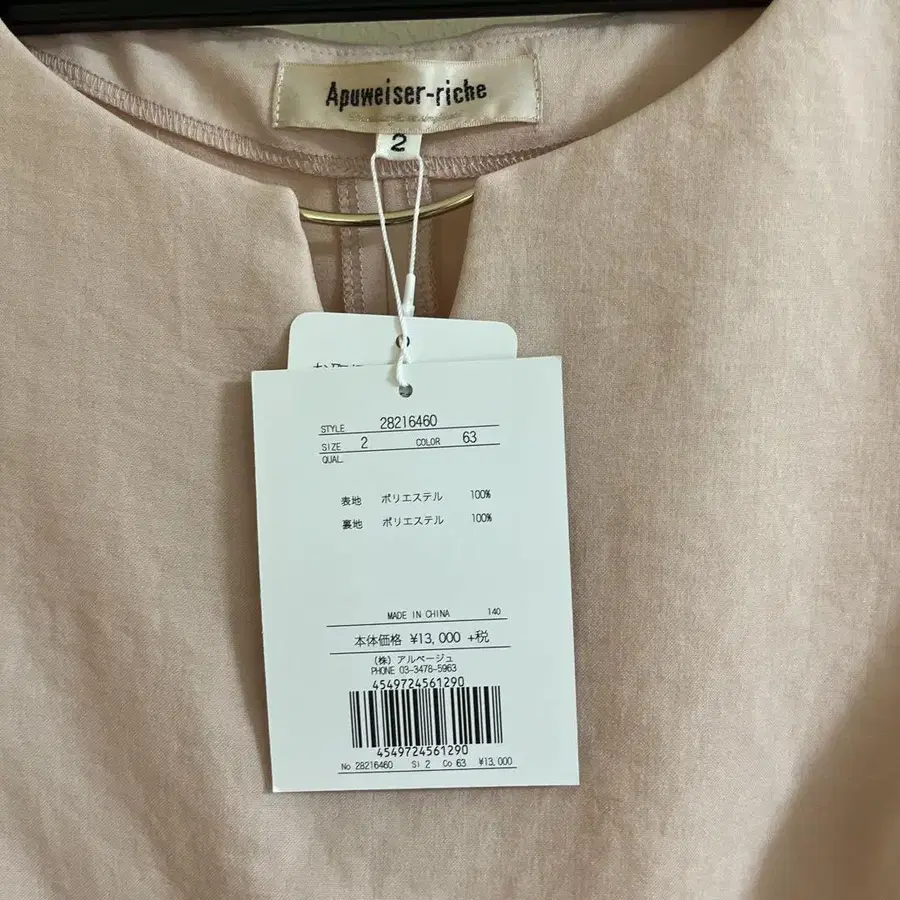 Apuweiser-riche
2
STYLE 28216460
SIZE 2 COLOR 63
QUAL.
表地 ポリエステル 100%
裏地 ポリエステル 100%
MADE IN CHINA 140
本体価格 ¥13,000 +税
(株) アルページュ
PHONE 03-3478-5963
4549724561290
4549724561290
No 28216460 Si 2 Co 63 ¥13,000